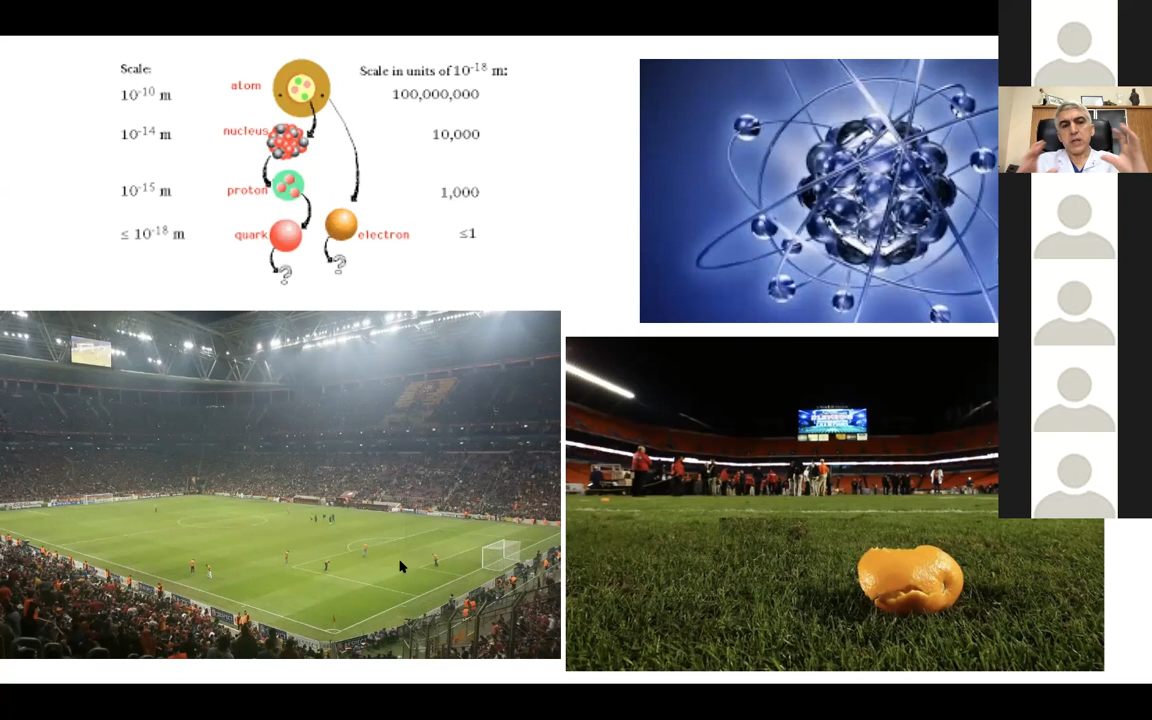 Scale:
Scale in units of 10⁻¹⁸ m:
atom
10⁻¹⁰ m
100,000,000
nucleus
10⁻¹⁴ m
10,000
10⁻¹⁵ m
proton
1,000
≤ 10⁻¹⁸ m
quark
electron
≤1
?
?